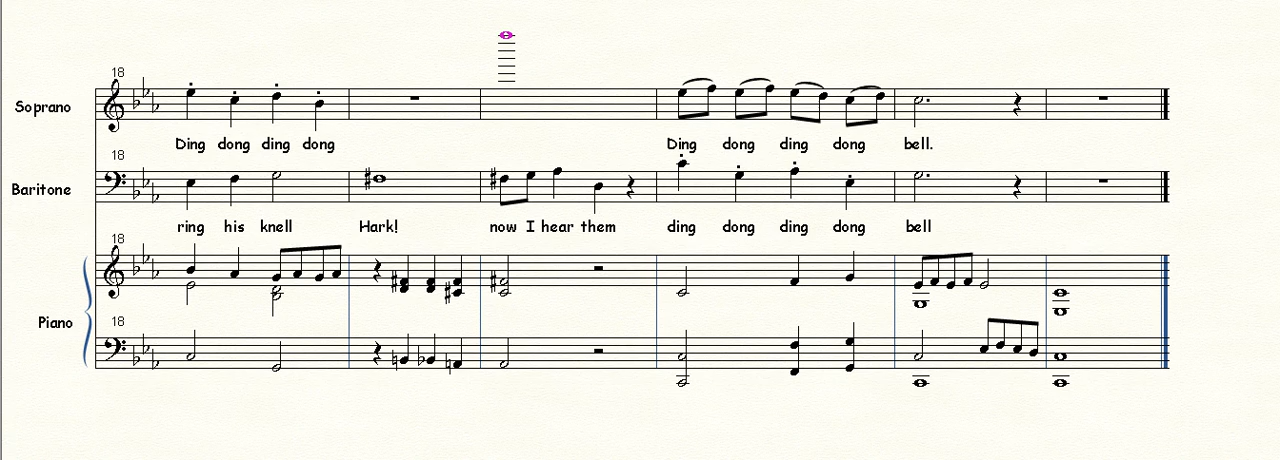 18
Soprano
Ding dong ding dong Ding dong ding dong bell.
18
Baritone
ring his knell Hark! now I hear them ding dong ding dong bell
18
Piano
18